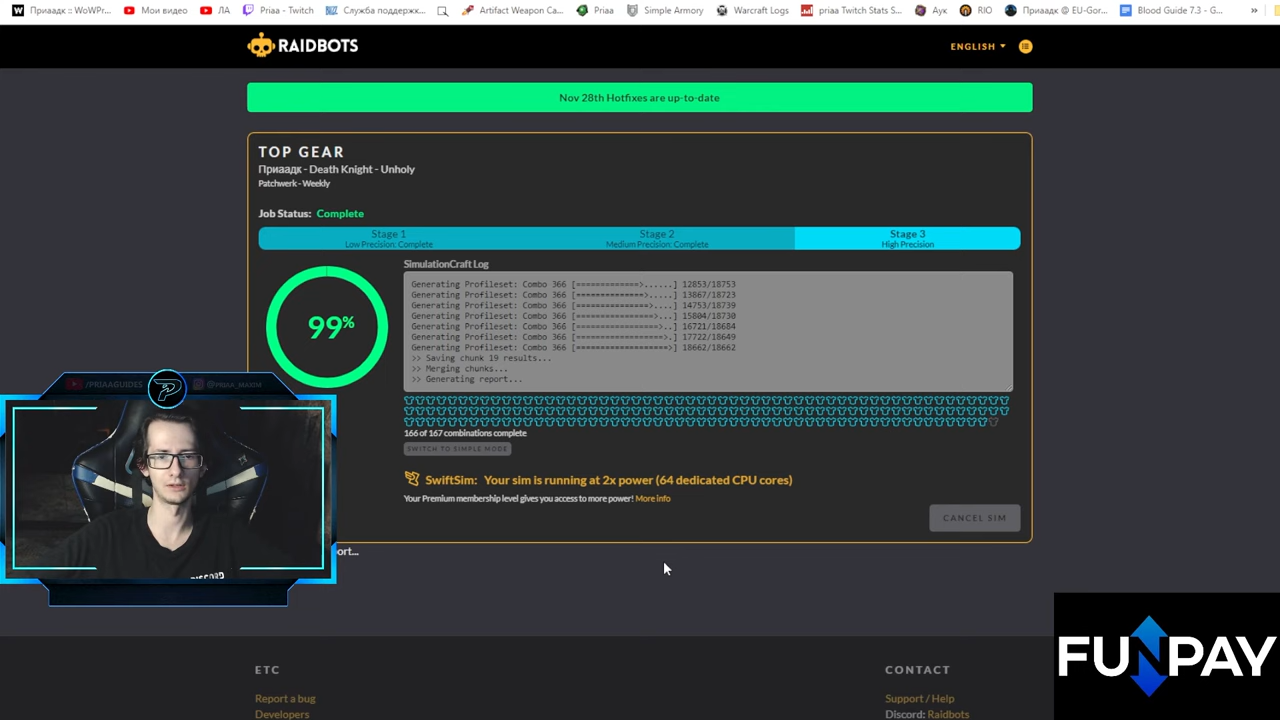 Приаадк :: WoWPr...
Мои видео
ЛА
Priaa - Twitch
Служба поддержк...
Artifact Weapon Ca...
Priaa
Simple Armory
Warcraft Logs
priaa Twitch Stats S...
Аук
RIO
Приаадк @ EU-Gor...
Blood Guide 7.3 - G...
»
RAIDBOTS
ENGLISH
Nov 28th Hotfixes are up-to-date
TOP GEAR
Приаадк - Death Knight - Unholy
Patchwerk - Weekly
Job Status: Complete
Stage 1
Low Precision: Complete
Stage 2
Medium Precision: Complete
Stage 3
High Precision
SimulationCraft Log
Generating Profileset: Combo 366 [=============>......] 12853/18753
Generating Profileset: Combo 366 [==============>.....] 13867/18723
Generating Profileset: Combo 366 [===============>....] 14753/18739
Generating Profileset: Combo 366 [================>...] 15804/18730
Generating Profileset: Combo 366 [=================>..] 16721/18684
Generating Profileset: Combo 366 [==================>.] 17722/18649
Generating Profileset: Combo 366 [===================>] 18662/18662
>> Saving chunk 19 results...
>> Merging chunks...
>> Generating report...
99%
166 of 167 combinations complete
SWITCH TO SIMPLE MODE
SwiftSim: Your sim is running at 2x power (64 dedicated CPU cores)
Your Premium membership level gives you access to more power! More info
CANCEL SIM
ort...
/PRIAAGUIDES
@PRIAA_MAXIM
DISCORD
FUNPAY
ETC
Report a bug
Developers
CONTACT
Support / Help
Discord: Raidbots